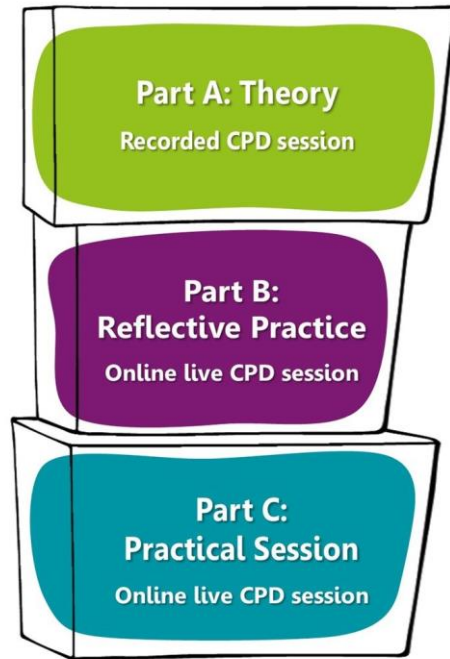 Part A: Theory
Recorded CPD session
Part B:
Reflective Practice
Online live CPD session
Part C:
Practical Session
Online live CPD session